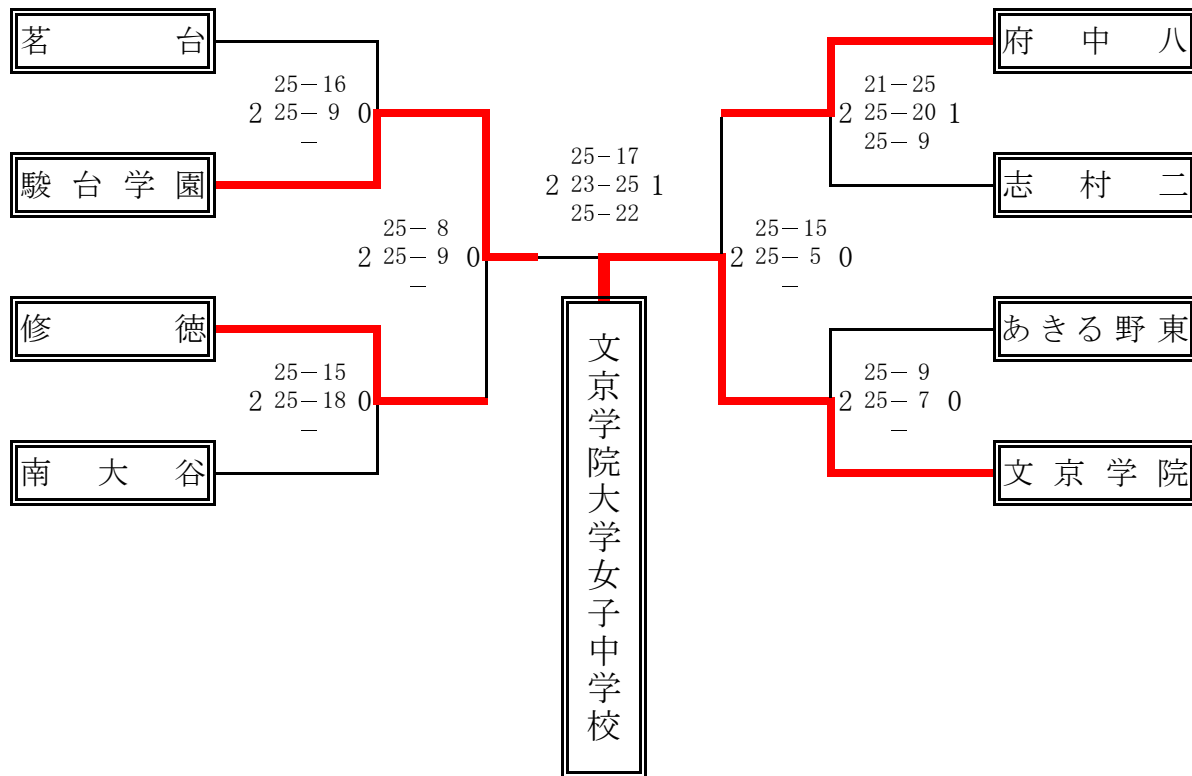 茗台
府中八
25-16
2 25- 9 0
-
21-25
2 25-20 1
25- 9
駿台学園
25-17
2 23-25 1
25-22
志村二
25- 8
2 25- 9 0
-
25-15
2 25- 5 0
-
修徳
あきる野東
25-15
2 25-18 0
-
25- 9
2 25- 7 0
-
南大谷
文京学院
文京学院大学女子中学校